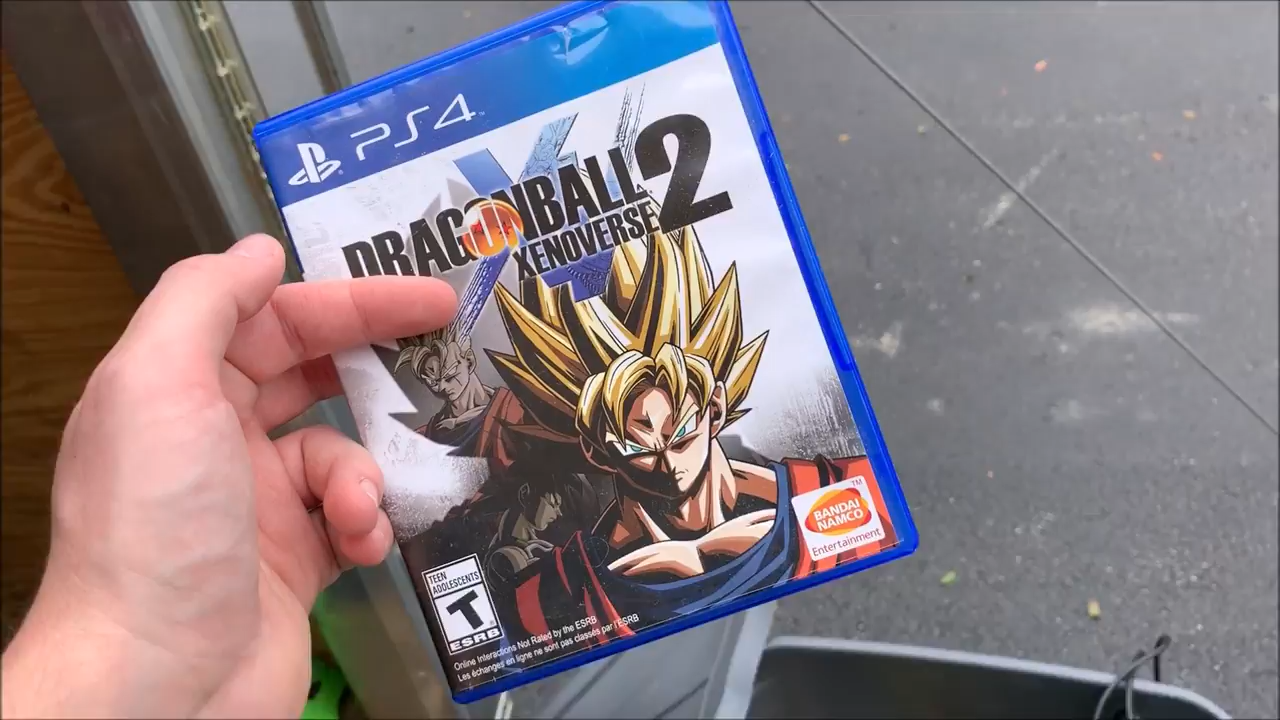 PS4
DRAGONBALL
XENOVERSE 2
BANDAI
NAMCO
Entertainment
TM
TEEN
ADOLESCENTS
T
ESRB
Online Interactions Not Rated by the ESRB
Les échanges en ligne ne sont pas classés par l'ESRB